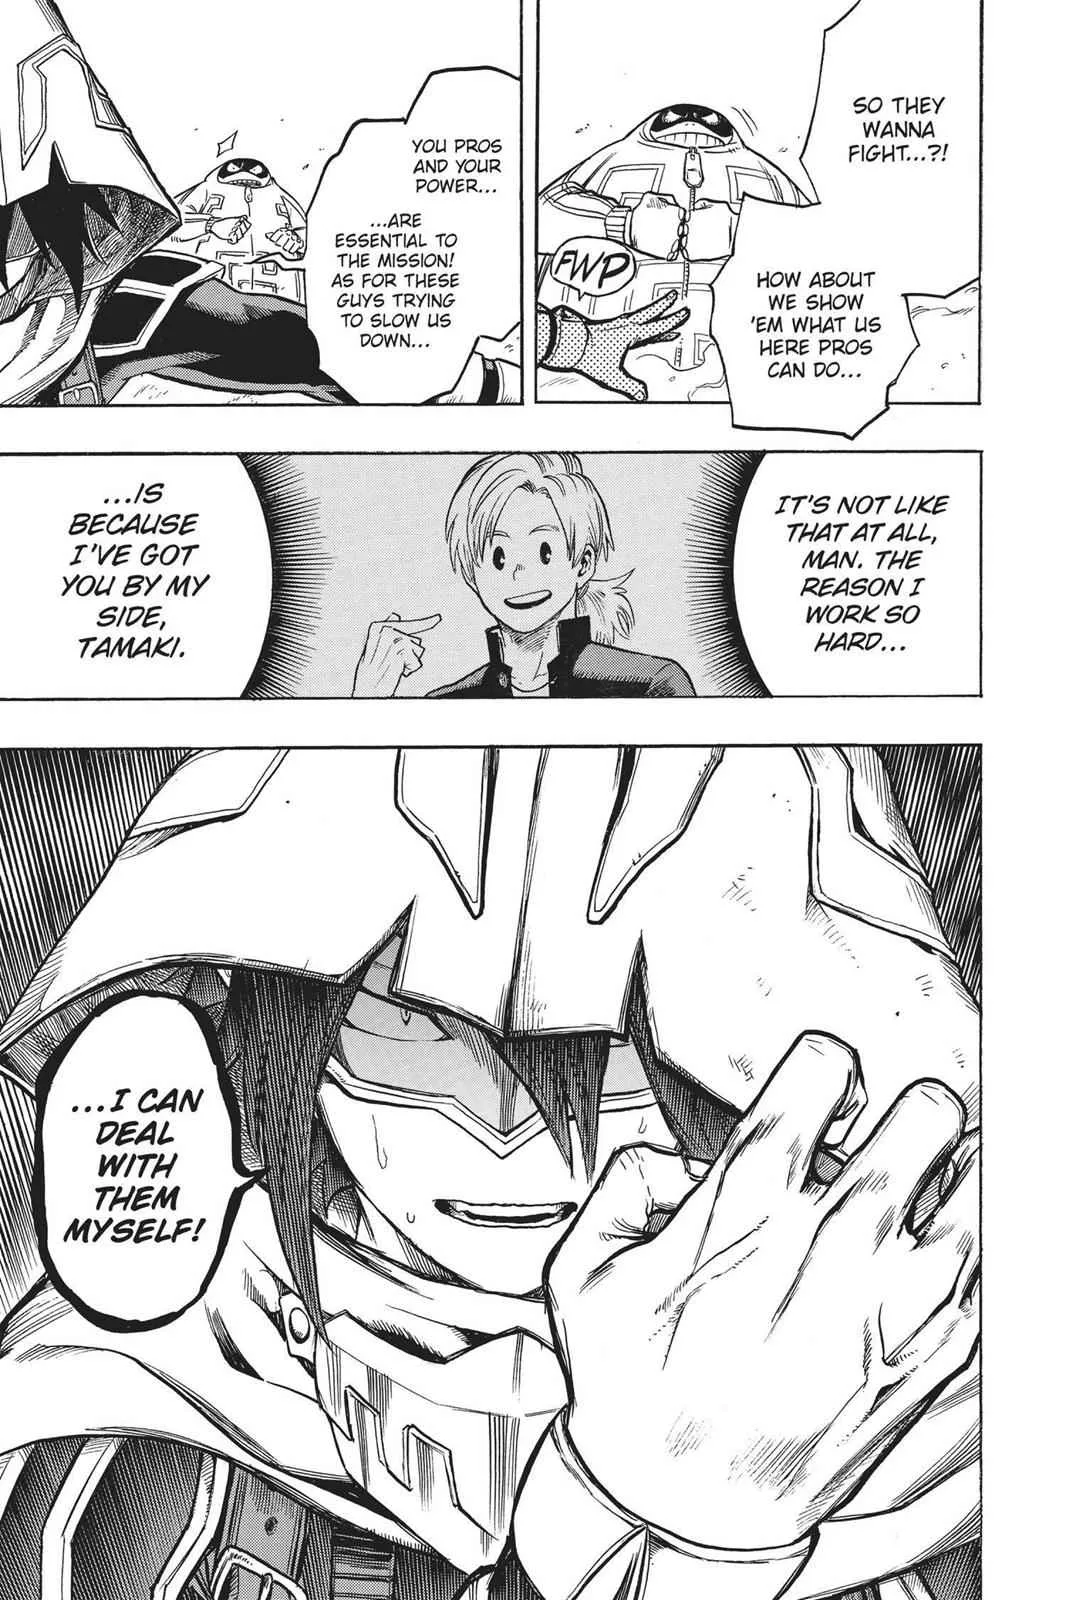 SO THEY
WANNA
FIGHT...?!
HOW ABOUT
WE SHOW
'EM WHAT US
HERE PROS
CAN DO...
FWP
YOU PROS
AND YOUR
POWER...
...ARE
ESSENTIAL TO
THE MISSION!
AS FOR THESE
GUYS TRYING
TO SLOW US
DOWN...
IT'S NOT LIKE
THAT AT ALL,
MAN. THE
REASON I
WORK SO
HARD...
...IS
BECAUSE
I'VE GOT
YOU BY MY
SIDE,
TAMAKI.
...I CAN
DEAL
WITH
THEM
MYSELF!